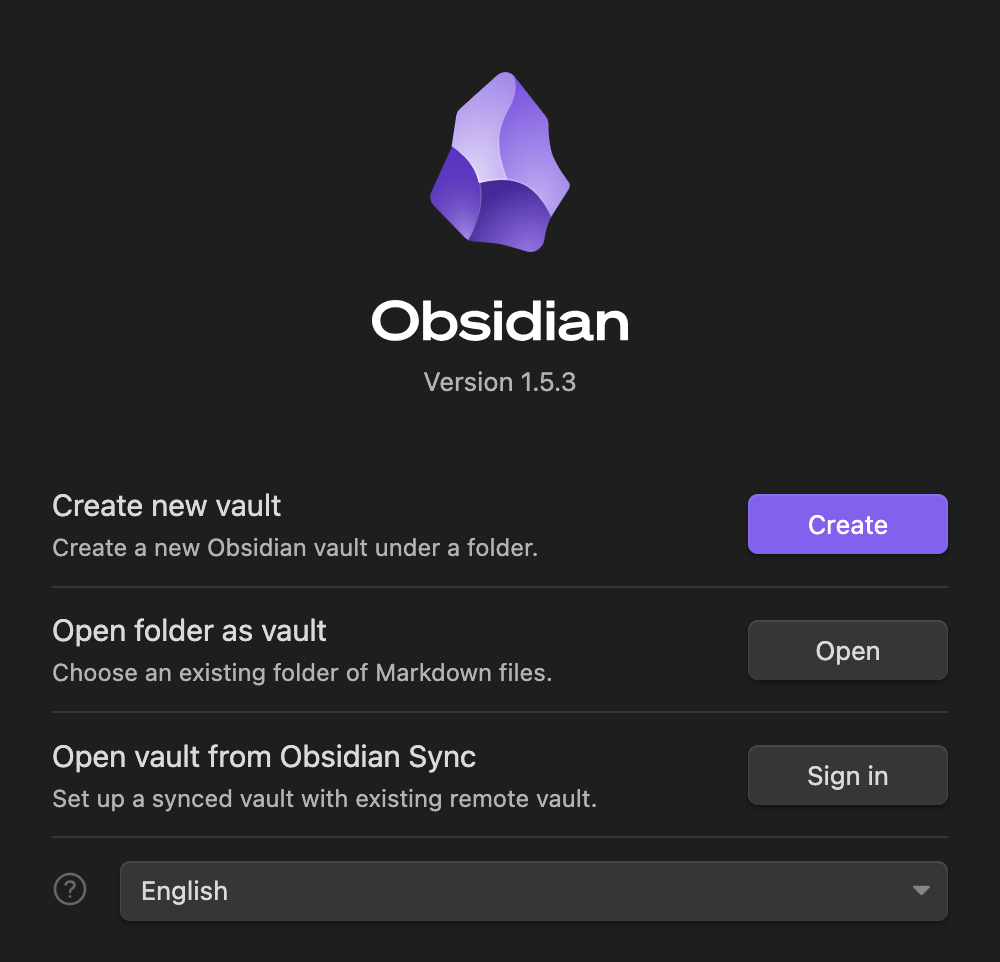 Obsidian
Version 1.5.3
Create new vault
Create a new Obsidian vault under a folder.
Create
Open folder as vault
Choose an existing folder of Markdown files.
Open
Open vault from Obsidian Sync
Set up a synced vault with existing remote vault.
Sign in
? English